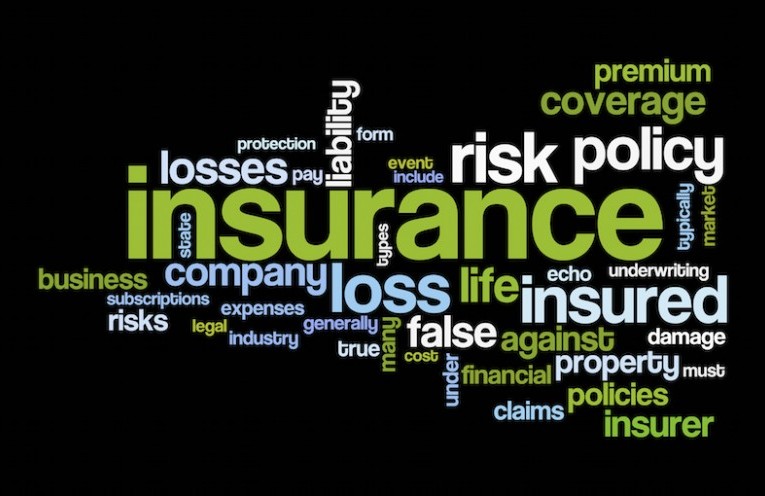 premium
coverage
liability
form
protection
risk
policy
losses
pay
event
include
insurance
typically
market
state
types
company
business
loss
life
echo
underwriting
insured
subscriptions
expenses
risks
legal
industry
generally
true
many
false
cost
against
damage
under
financial
property
must
policies
claims
insurer